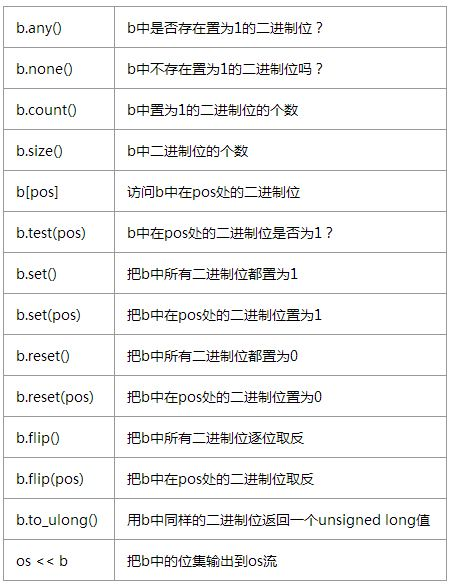 b.any() b中是否存在置为1的二进制位？
b.none() b中不存在置为1的二进制位吗？
b.count() b中置为1的二进制位的个数
b.size() b中二进制位的个数
b[pos] 访问b中在pos处的二进制位
b.test(pos) b中在pos处的二进制位是否为1？
b.set() 把b中所有二进制位都置为1
b.set(pos) 把b中在pos处的二进制位置为1
b.reset() 把b中所有二进制位都置为0
b.reset(pos) 把b中在pos处的二进制位置为0
b.flip() 把b中所有二进制位逐位取反
b.flip(pos) 把b中在pos处的二进制位取反
b.to_ulong() 用b中同样的二进制位返回一个unsigned long值
os << b 把b中的位集输出到os流